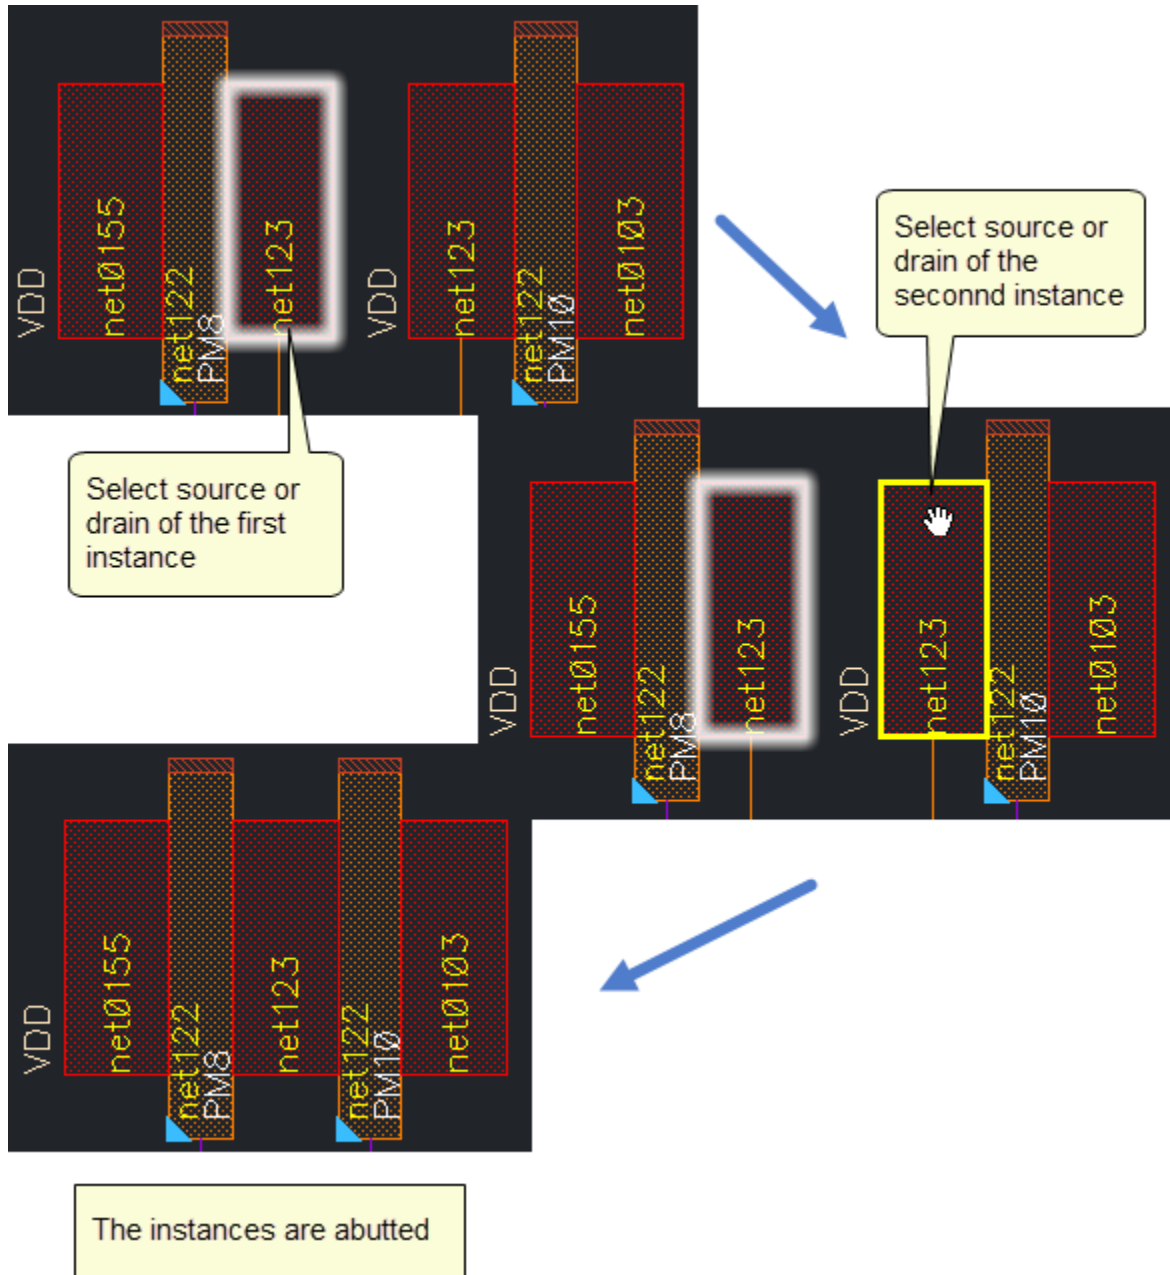 VDD
net0155
net122
PM8
net123
VDD
net123
net122
PM10
net0103
Select source or
drain of the
seconnd instance
Select source or
drain of the first
instance
VDD
net0155
net122
PM8
net123
VDD
net123
net122
PM10
net0103
VDD
net0155
net122
PM8
net123
net122
PM10
net0103
The instances are abutted